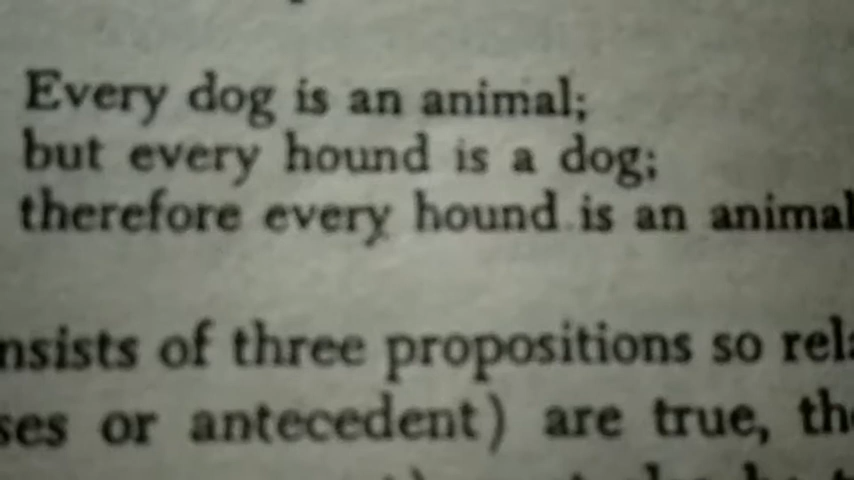 Every dog is an animal;
but every hound is a dog;
therefore every hound is an animal
nsists of three propositions so rel
ses or antecedent) are true, th